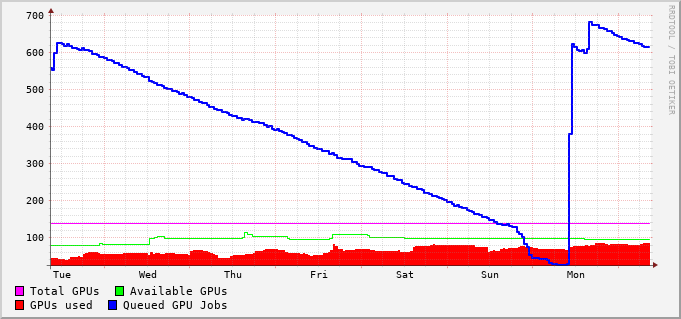 700
600
500
400
300
200
100
Tue Wed Thu Fri Sat Sun Mon
Total GPUs Available GPUs
GPUs used Queued GPU Jobs
RRDTOOL / TOBI OETIKER